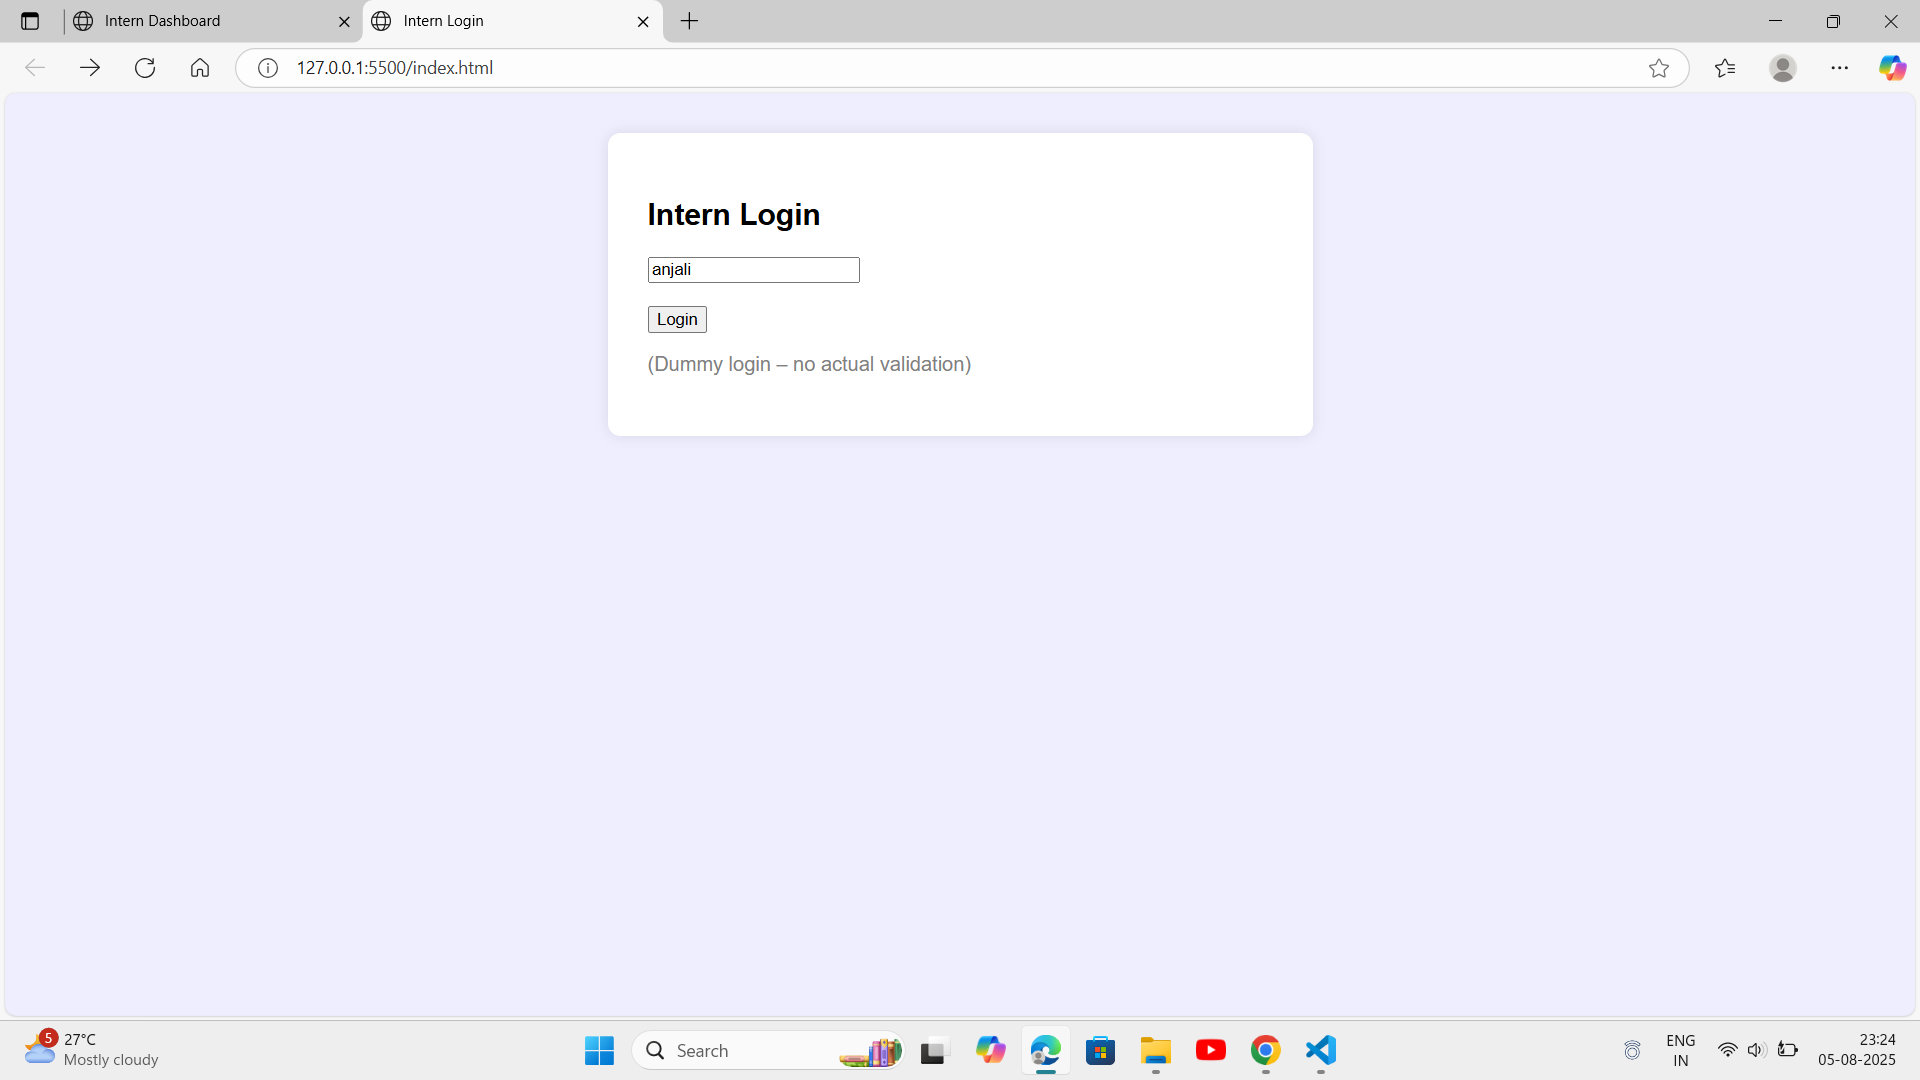 Intern Dashboard
Intern Login
127.0.0.1:5500/index.html
Intern Login
anjali
Login
(Dummy login – no actual validation)
5
27°C
Mostly cloudy
Search
ENG
IN
23:24
05-08-2025